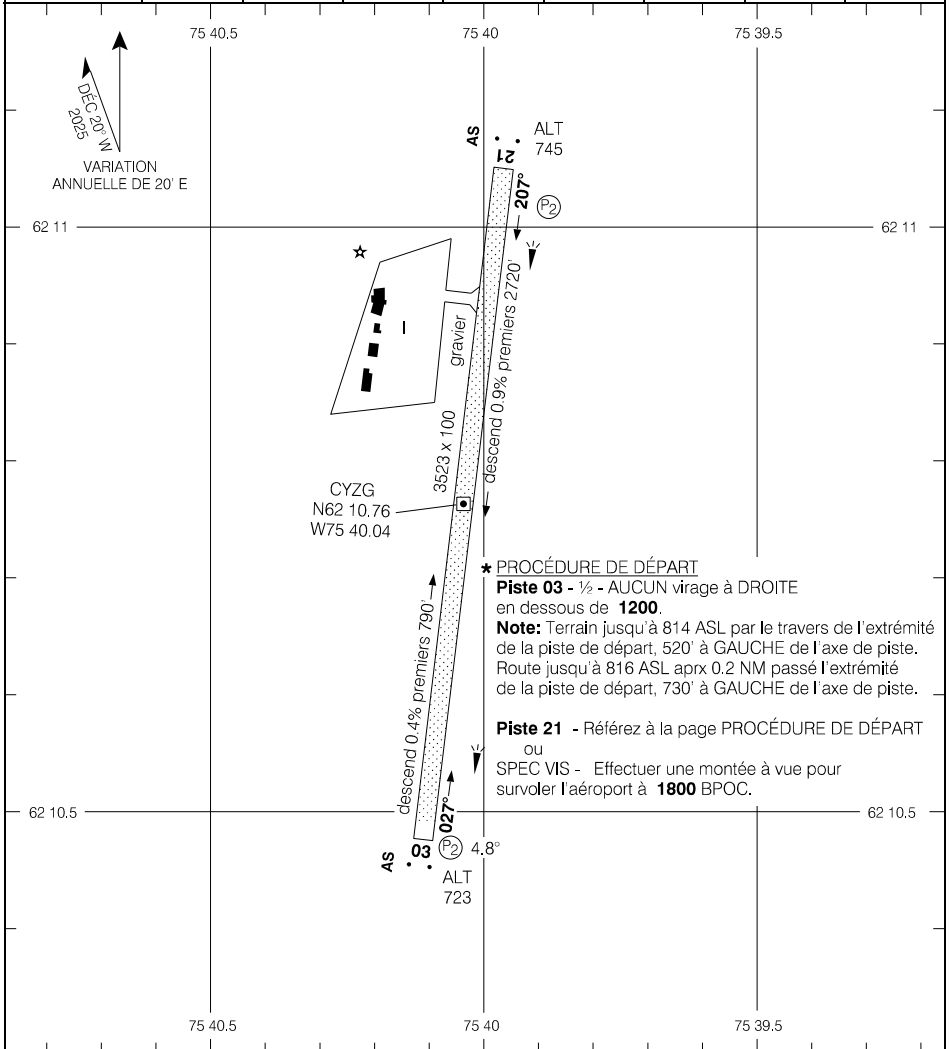 75 40.5
75 40
75 39.5
DÉC 20° W
2025
VARIATION
ANNUELLE DE 20' E
AS
ALT
745
21
207°
P2
62 11
62 11
descend 0.9% premiers 2720'
I
gravier
3523 x 100
CYZG
N62 10.76
W75 40.04
* PROCÉDURE DE DÉPART
Piste 03 - ½ - AUCUN virage à DROITE
en dessous de 1200.
Note: Terrain jusqu'à 814 ASL par le travers de l'extrémité
de la piste de départ, 520' à GAUCHE de l'axe de piste.
Route jusqu'à 816 ASL aprx 0.2 NM passé l'extrémité
de la piste de départ, 730' à GAUCHE de l'axe de piste.
Piste 21 - Référez à la page PROCÉDURE DE DÉPART
ou
SPEC VIS - Effectuer une montée à vue pour
survoler l'aéroport à 1800 BPOC.
descend 0.4% premiers 790'
62 10.5
62 10.5
027°
AS
03
P2
4.8°
ALT
723
75 40.5
75 40
75 39.5